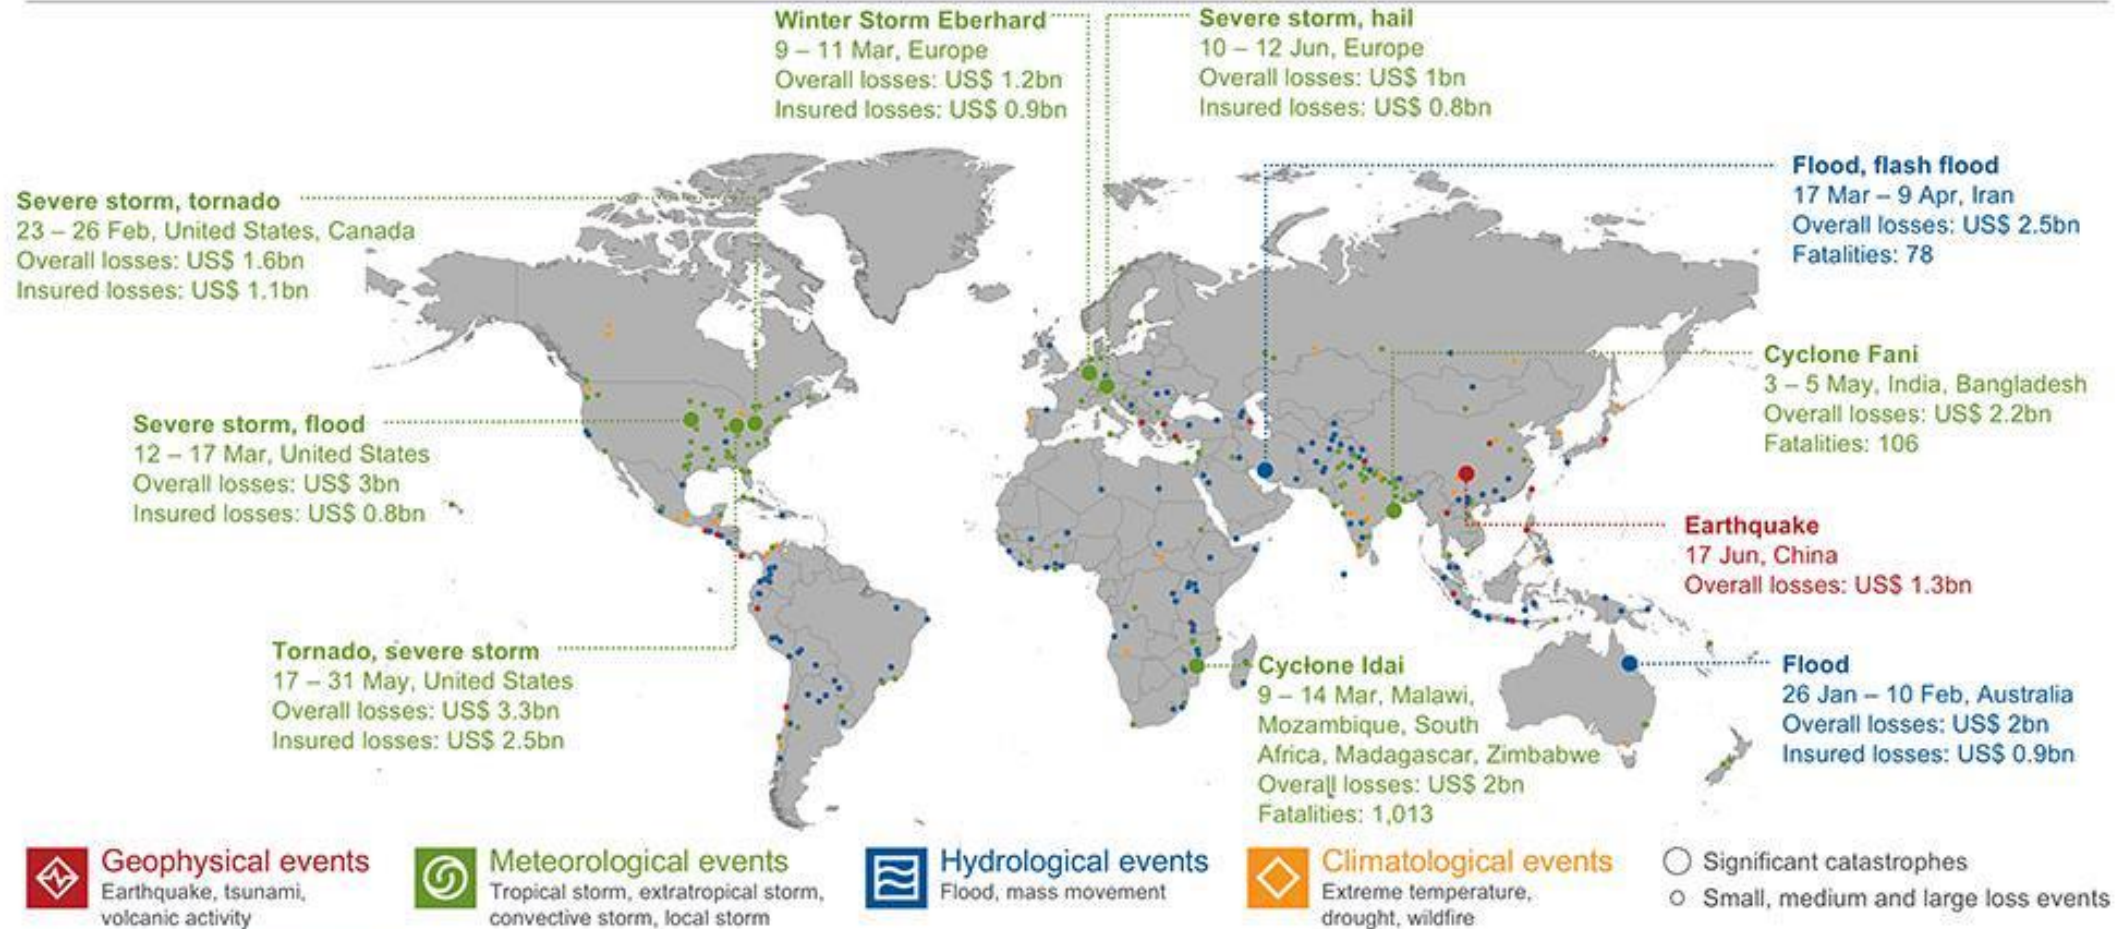 Winter Storm Eberhard
9 – 11 Mar, Europe
Overall losses: US$ 1.2bn
Insured losses: US$ 0.9bn
Severe storm, hail
10 – 12 Jun, Europe
Overall losses: US$ 1bn
Insured losses: US$ 0.8bn
Flood, flash flood
17 Mar – 9 Apr, Iran
Overall losses: US$ 2.5bn
Fatalities: 78
Severe storm, tornado
23 – 26 Feb, United States, Canada
Overall losses: US$ 1.6bn
Insured losses: US$ 1.1bn
Cyclone Fani
3 – 5 May, India, Bangladesh
Overall losses: US$ 2.2bn
Fatalities: 106
Severe storm, flood
12 – 17 Mar, United States
Overall losses: US$ 3bn
Insured losses: US$ 0.8bn
Earthquake
17 Jun, China
Overall losses: US$ 1.3bn
Tornado, severe storm
17 – 31 May, United States
Overall losses: US$ 3.3bn
Insured losses: US$ 2.5bn
Cyclone Idai
9 – 14 Mar, Malawi,
Mozambique, South
Africa, Madagascar, Zimbabwe
Overall losses: US$ 2bn
Fatalities: 1,013
Flood
26 Jan – 10 Feb, Australia
Overall losses: US$ 2bn
Insured losses: US$ 0.9bn
Geophysical events
Earthquake, tsunami,
volcanic activity
Meteorological events
Tropical storm, extratropical storm,
convective storm, local storm
Hydrological events
Flood, mass movement
Climatological events
Extreme temperature,
drought, wildfire
Significant catastrophes
Small, medium and large loss events